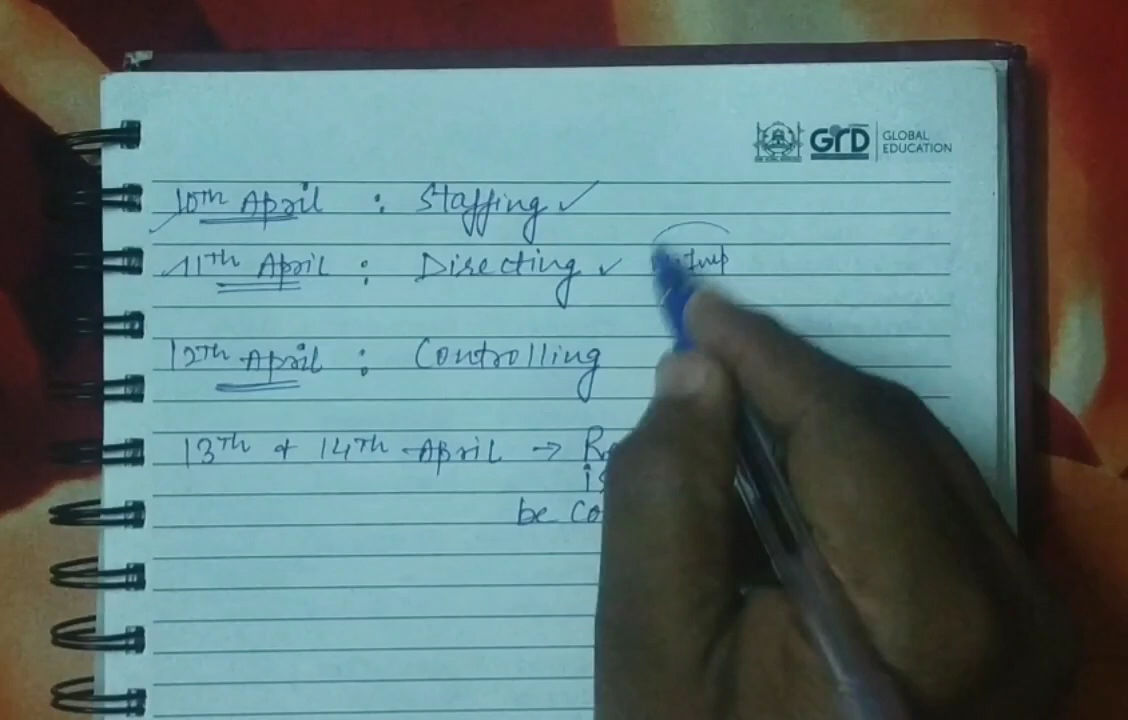 GRD GLOBAL
EDUCATION
10th April : Staffing ✓
11th April : Directing ✓
12th April : Controlling
13th & 14th April →
be